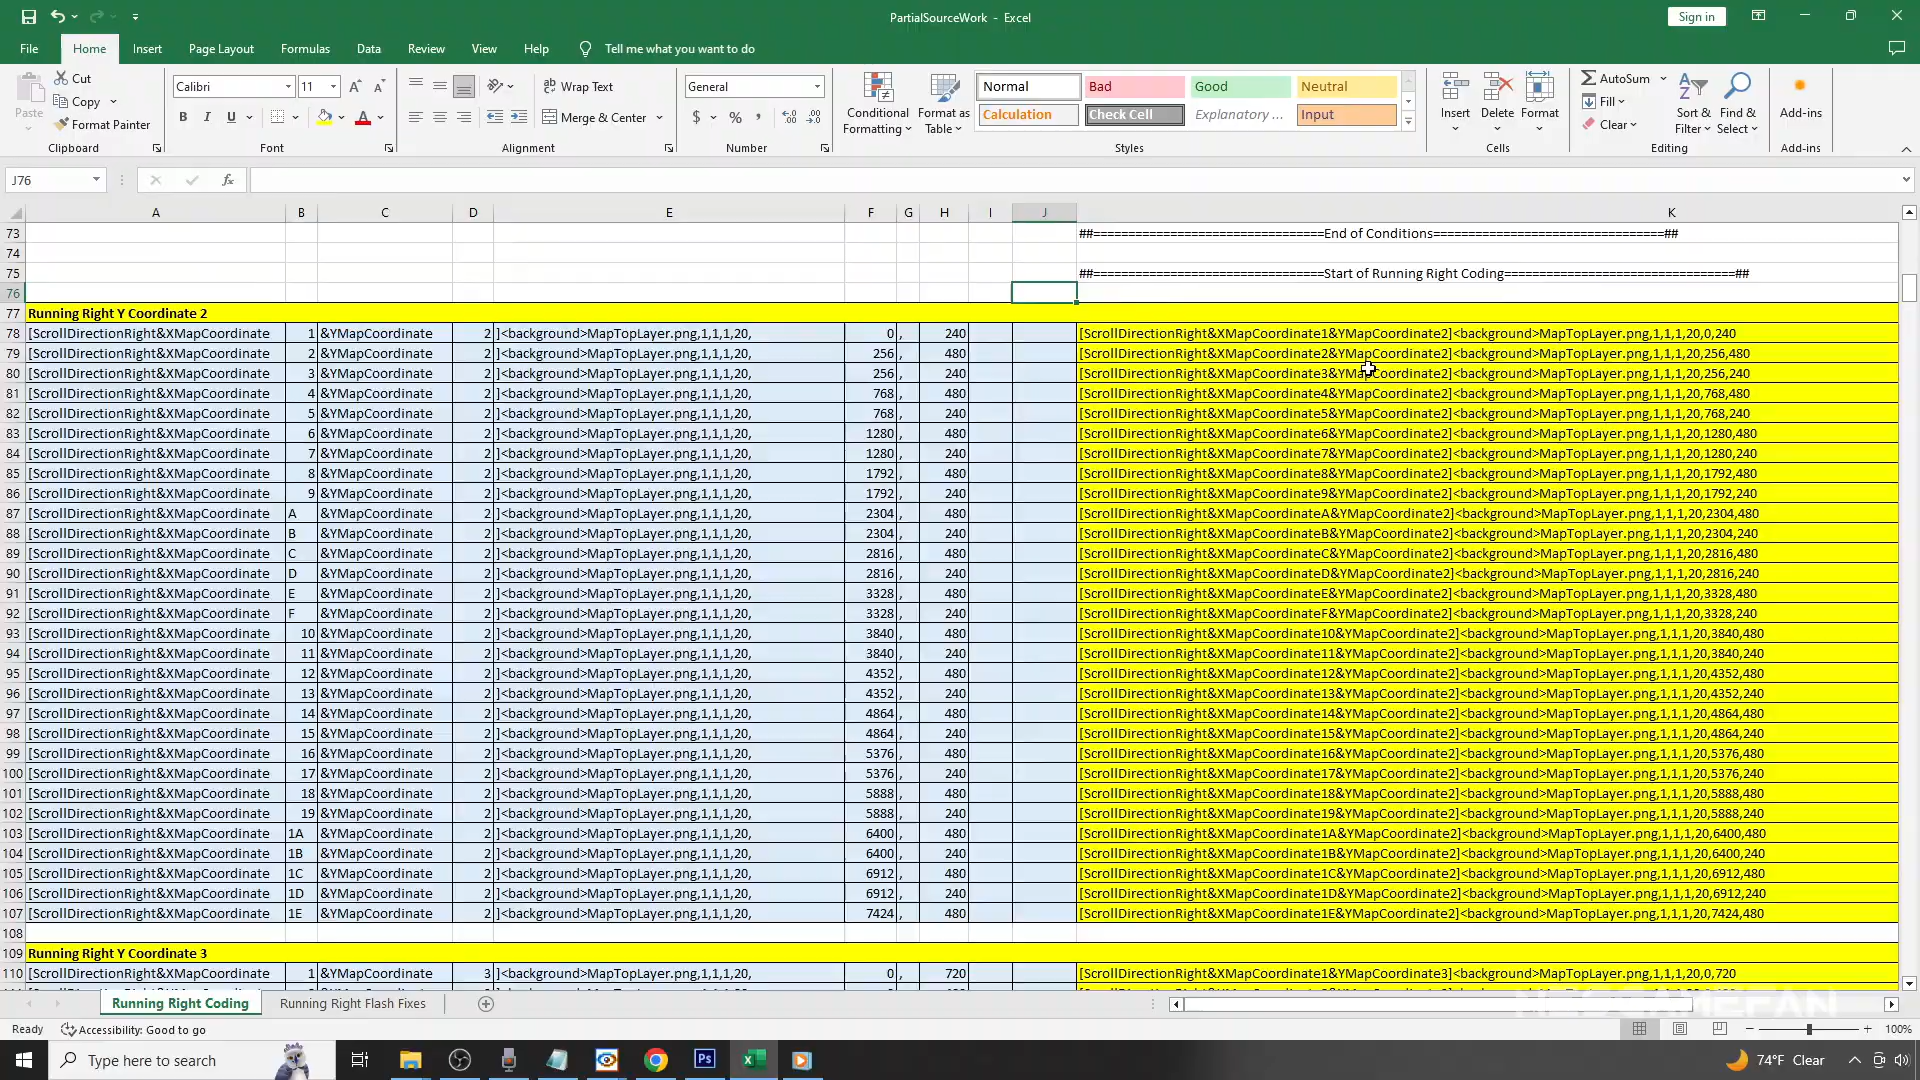 PartialSourceWork - Excel
Sign in
File Home Insert Page Layout Formulas Data Review View Help Tell me what you want to do
Paste
Cut
Copy
Format Painter
Clipboard
Calibri 11
B I U
Font
Wrap Text
Merge & Center
Alignment
General
$ % ,
Number
Conditional Formatting
Format as Table
Normal Bad Good Neutral
Calculation Check Cell Explanatory ... Input
Styles
Insert Delete Format
Cells
AutoSum
Fill
Clear
Sort & Filter
Find & Select
Editing
Add-ins
Add-ins
J76 fx
A B C D E F G H I J K
73 ##================================End of Conditions================================##
74
75 ##================================Start of Running Right Coding================================##
76
77 Running Right Y Coordinate 2
78 [ScrollDirectionRight&XMapCoordinate 1 &YMapCoordinate 2 ]<background>MapTopLayer.png,1,1,1,20, 0 , 240 [ScrollDirectionRight&XMapCoordinate1&YMapCoordinate2]<background>MapTopLayer.png,1,1,1,20,0,240
79 [ScrollDirectionRight&XMapCoordinate 2 &YMapCoordinate 2 ]<background>MapTopLayer.png,1,1,1,20, 256 , 480 [ScrollDirectionRight&XMapCoordinate2&YMapCoordinate2]<background>MapTopLayer.png,1,1,1,20,256,480
80 [ScrollDirectionRight&XMapCoordinate 3 &YMapCoordinate 2 ]<background>MapTopLayer.png,1,1,1,20, 256 , 240 [ScrollDirectionRight&XMapCoordinate3&YMapCoordinate2]<background>MapTopLayer.png,1,1,1,20,256,240
81 [ScrollDirectionRight&XMapCoordinate 4 &YMapCoordinate 2 ]<background>MapTopLayer.png,1,1,1,20, 768 , 480 [ScrollDirectionRight&XMapCoordinate4&YMapCoordinate2]<background>MapTopLayer.png,1,1,1,20,768,480
82 [ScrollDirectionRight&XMapCoordinate 5 &YMapCoordinate 2 ]<background>MapTopLayer.png,1,1,1,20, 768 , 240 [ScrollDirectionRight&XMapCoordinate5&YMapCoordinate2]<background>MapTopLayer.png,1,1,1,20,768,240
83 [ScrollDirectionRight&XMapCoordinate 6 &YMapCoordinate 2 ]<background>MapTopLayer.png,1,1,1,20, 1280 , 480 [ScrollDirectionRight&XMapCoordinate6&YMapCoordinate2]<background>MapTopLayer.png,1,1,1,20,1280,480
84 [ScrollDirectionRight&XMapCoordinate 7 &YMapCoordinate 2 ]<background>MapTopLayer.png,1,1,1,20, 1280 , 240 [ScrollDirectionRight&XMapCoordinate7&YMapCoordinate2]<background>MapTopLayer.png,1,1,1,20,1280,240
85 [ScrollDirectionRight&XMapCoordinate 8 &YMapCoordinate 2 ]<background>MapTopLayer.png,1,1,1,20, 1792 , 480 [ScrollDirectionRight&XMapCoordinate8&YMapCoordinate2]<background>MapTopLayer.png,1,1,1,20,1792,480
86 [ScrollDirectionRight&XMapCoordinate 9 &YMapCoordinate 2 ]<background>MapTopLayer.png,1,1,1,20, 1792 , 240 [ScrollDirectionRight&XMapCoordinate9&YMapCoordinate2]<background>MapTopLayer.png,1,1,1,20,1792,240
87 [ScrollDirectionRight&XMapCoordinate A &YMapCoordinate 2 ]<background>MapTopLayer.png,1,1,1,20, 2304 , 480 [ScrollDirectionRight&XMapCoordinateA&YMapCoordinate2]<background>MapTopLayer.png,1,1,1,20,2304,480
88 [ScrollDirectionRight&XMapCoordinate B &YMapCoordinate 2 ]<background>MapTopLayer.png,1,1,1,20, 2304 , 240 [ScrollDirectionRight&XMapCoordinateB&YMapCoordinate2]<background>MapTopLayer.png,1,1,1,20,2304,240
89 [ScrollDirectionRight&XMapCoordinate C &YMapCoordinate 2 ]<background>MapTopLayer.png,1,1,1,20, 2816 , 480 [ScrollDirectionRight&XMapCoordinateC&YMapCoordinate2]<background>MapTopLayer.png,1,1,1,20,2816,480
90 [ScrollDirectionRight&XMapCoordinate D &YMapCoordinate 2 ]<background>MapTopLayer.png,1,1,1,20, 2816 , 240 [ScrollDirectionRight&XMapCoordinateD&YMapCoordinate2]<background>MapTopLayer.png,1,1,1,20,2816,240
91 [ScrollDirectionRight&XMapCoordinate E &YMapCoordinate 2 ]<background>MapTopLayer.png,1,1,1,20, 3328 , 480 [ScrollDirectionRight&XMapCoordinateE&YMapCoordinate2]<background>MapTopLayer.png,1,1,1,20,3328,480
92 [ScrollDirectionRight&XMapCoordinate F &YMapCoordinate 2 ]<background>MapTopLayer.png,1,1,1,20, 3328 , 240 [ScrollDirectionRight&XMapCoordinateF&YMapCoordinate2]<background>MapTopLayer.png,1,1,1,20,3328,240
93 [ScrollDirectionRight&XMapCoordinate 10 &YMapCoordinate 2 ]<background>MapTopLayer.png,1,1,1,20, 3840 , 480 [ScrollDirectionRight&XMapCoordinate10&YMapCoordinate2]<background>MapTopLayer.png,1,1,1,20,3840,480
94 [ScrollDirectionRight&XMapCoordinate 11 &YMapCoordinate 2 ]<background>MapTopLayer.png,1,1,1,20, 3840 , 240 [ScrollDirectionRight&XMapCoordinate11&YMapCoordinate2]<background>MapTopLayer.png,1,1,1,20,3840,240
95 [ScrollDirectionRight&XMapCoordinate 12 &YMapCoordinate 2 ]<background>MapTopLayer.png,1,1,1,20, 4352 , 480 [ScrollDirectionRight&XMapCoordinate12&YMapCoordinate2]<background>MapTopLayer.png,1,1,1,20,4352,480
96 [ScrollDirectionRight&XMapCoordinate 13 &YMapCoordinate 2 ]<background>MapTopLayer.png,1,1,1,20, 4352 , 240 [ScrollDirectionRight&XMapCoordinate13&YMapCoordinate2]<background>MapTopLayer.png,1,1,1,20,4352,240
97 [ScrollDirectionRight&XMapCoordinate 14 &YMapCoordinate 2 ]<background>MapTopLayer.png,1,1,1,20, 4864 , 480 [ScrollDirectionRight&XMapCoordinate14&YMapCoordinate2]<background>MapTopLayer.png,1,1,1,20,4864,480
98 [ScrollDirectionRight&XMapCoordinate 15 &YMapCoordinate 2 ]<background>MapTopLayer.png,1,1,1,20, 4864 , 240 [ScrollDirectionRight&XMapCoordinate15&YMapCoordinate2]<background>MapTopLayer.png,1,1,1,20,4864,240
99 [ScrollDirectionRight&XMapCoordinate 16 &YMapCoordinate 2 ]<background>MapTopLayer.png,1,1,1,20, 5376 , 480 [ScrollDirectionRight&XMapCoordinate16&YMapCoordinate2]<background>MapTopLayer.png,1,1,1,20,5376,480
100 [ScrollDirectionRight&XMapCoordinate 17 &YMapCoordinate 2 ]<background>MapTopLayer.png,1,1,1,20, 5376 , 240 [ScrollDirectionRight&XMapCoordinate17&YMapCoordinate2]<background>MapTopLayer.png,1,1,1,20,5376,240
101 [ScrollDirectionRight&XMapCoordinate 18 &YMapCoordinate 2 ]<background>MapTopLayer.png,1,1,1,20, 5888 , 480 [ScrollDirectionRight&XMapCoordinate18&YMapCoordinate2]<background>MapTopLayer.png,1,1,1,20,5888,480
102 [ScrollDirectionRight&XMapCoordinate 19 &YMapCoordinate 2 ]<background>MapTopLayer.png,1,1,1,20, 5888 , 240 [ScrollDirectionRight&XMapCoordinate19&YMapCoordinate2]<background>MapTopLayer.png,1,1,1,20,5888,240
103 [ScrollDirectionRight&XMapCoordinate 1A &YMapCoordinate 2 ]<background>MapTopLayer.png,1,1,1,20, 6400 , 480 [ScrollDirectionRight&XMapCoordinate1A&YMapCoordinate2]<background>MapTopLayer.png,1,1,1,20,6400,480
104 [ScrollDirectionRight&XMapCoordinate 1B &YMapCoordinate 2 ]<background>MapTopLayer.png,1,1,1,20, 6400 , 240 [ScrollDirectionRight&XMapCoordinate1B&YMapCoordinate2]<background>MapTopLayer.png,1,1,1,20,6400,240
105 [ScrollDirectionRight&XMapCoordinate 1C &YMapCoordinate 2 ]<background>MapTopLayer.png,1,1,1,20, 6912 , 480 [ScrollDirectionRight&XMapCoordinate1C&YMapCoordinate2]<background>MapTopLayer.png,1,1,1,20,6912,480
106 [ScrollDirectionRight&XMapCoordinate 1D &YMapCoordinate 2 ]<background>MapTopLayer.png,1,1,1,20, 6912 , 240 [ScrollDirectionRight&XMapCoordinate1D&YMapCoordinate2]<background>MapTopLayer.png,1,1,1,20,6912,240
107 [ScrollDirectionRight&XMapCoordinate 1E &YMapCoordinate 2 ]<background>MapTopLayer.png,1,1,1,20, 7424 , 480 [ScrollDirectionRight&XMapCoordinate1E&YMapCoordinate2]<background>MapTopLayer.png,1,1,1,20,7424,480
108
109 Running Right Y Coordinate 3
110 [ScrollDirectionRight&XMapCoordinate 1 &YMapCoordinate 3 ]<background>MapTopLayer.png,1,1,1,20, 0 , 720 [ScrollDirectionRight&XMapCoordinate1&YMapCoordinate3]<background>MapTopLayer.png,1,1,1,20,0,720
Running Right Coding Running Right Flash Fixes
Ready Accessibility: Good to go 100%
Type here to search Ps 74°F Clear